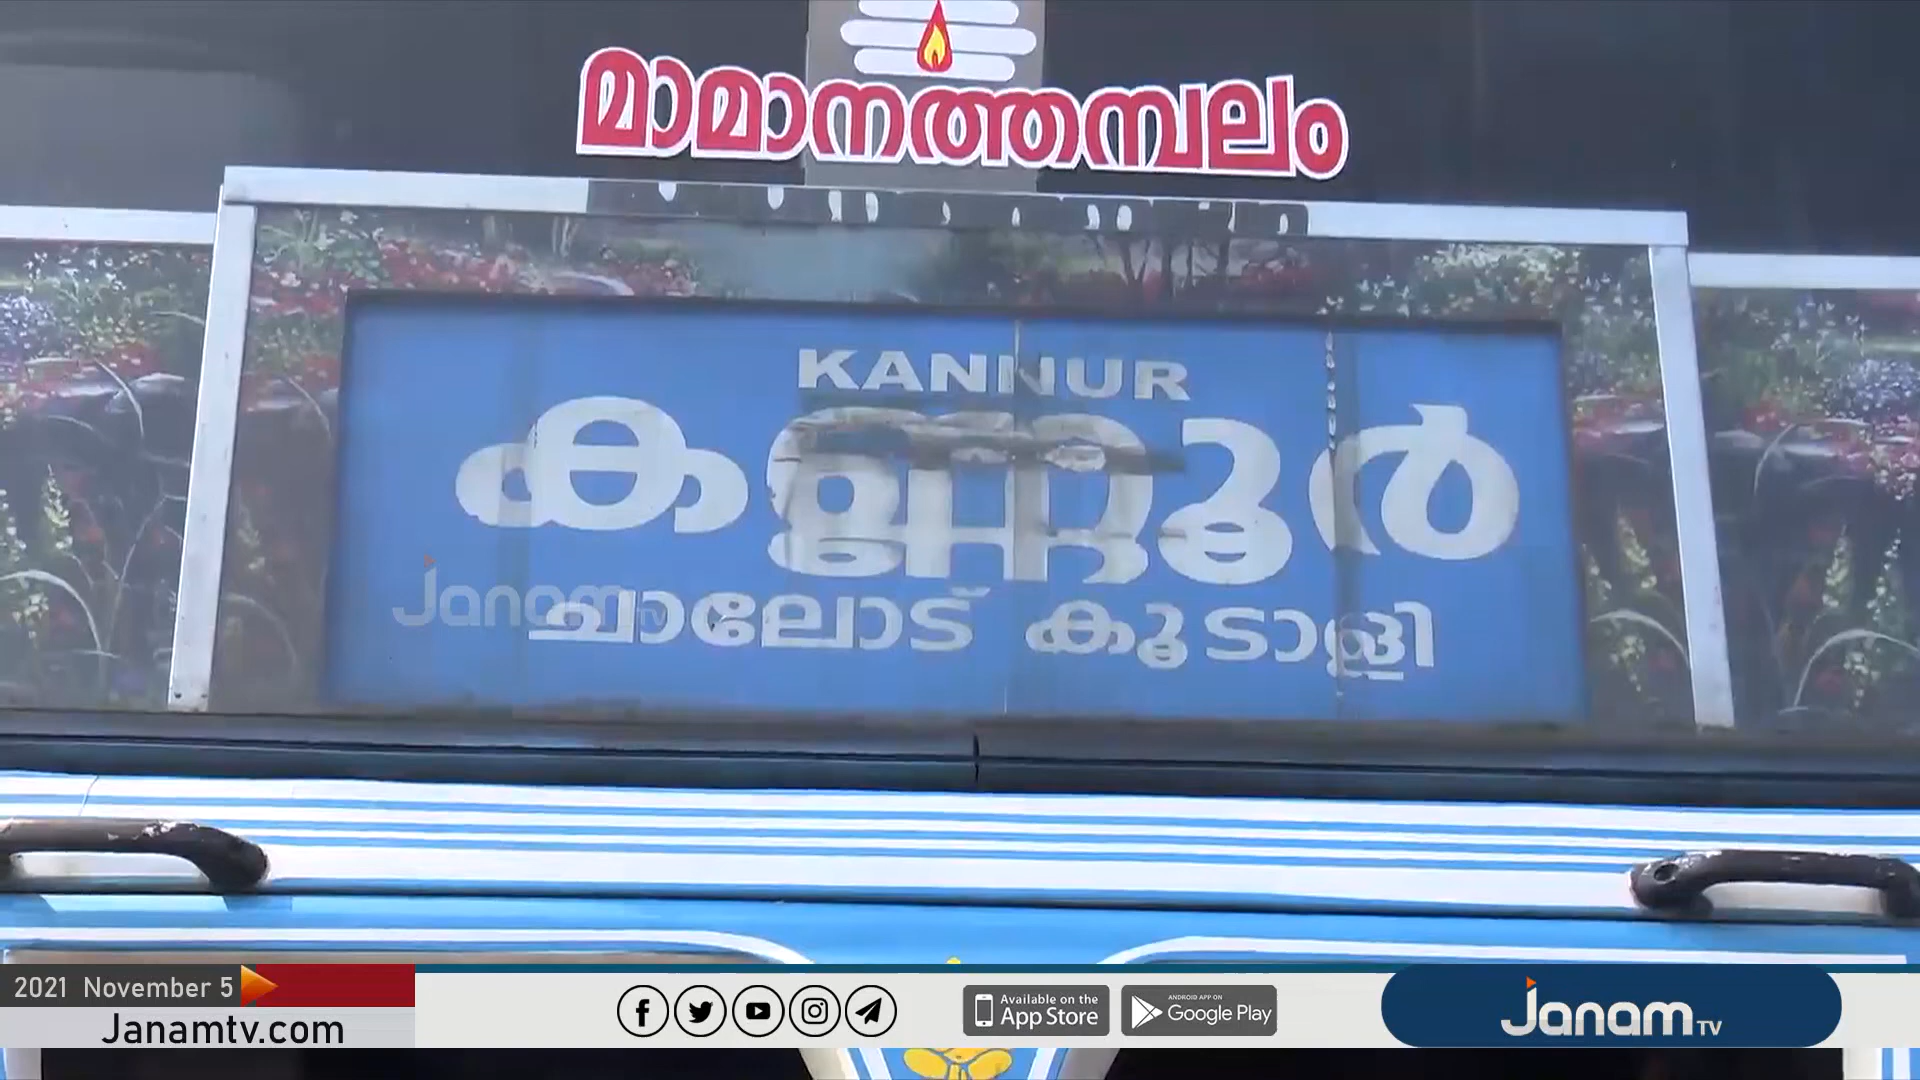 മാമാനത്തമ്പലം
KANNUR
കണ്ണൂർ
Janam TV
ചാലോട് കൂടാളി
2021 November 5
Janamtv.com
Available on the
App Store
ANDROID APP ON
Google Play
Janam TV